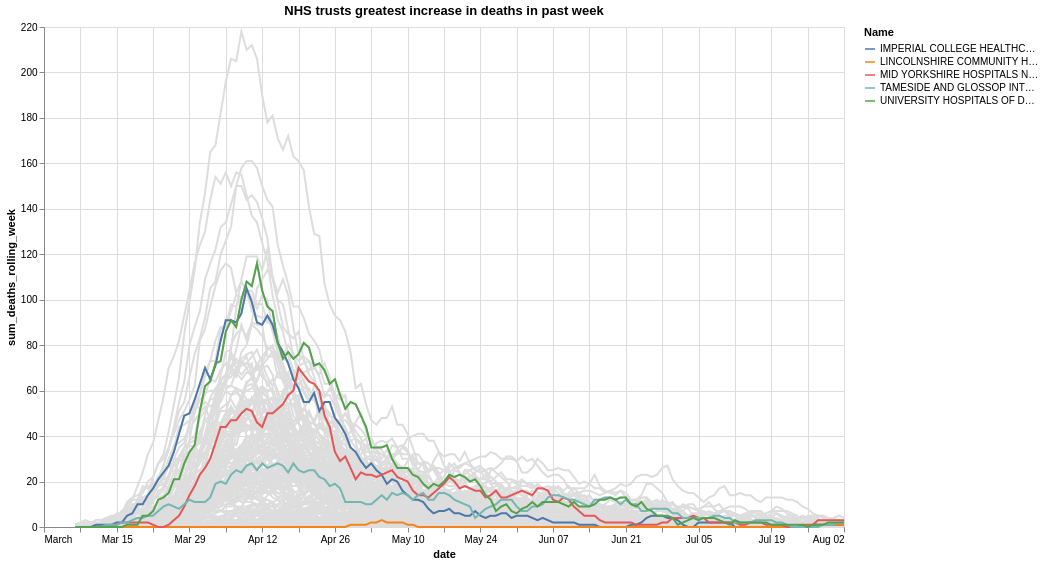 NHS trusts greatest increase in deaths in past week
Name
IMPERIAL COLLEGE HEALTHC…
LINCOLNSHIRE COMMUNITY H…
MID YORKSHIRE HOSPITALS N…
TAMESIDE AND GLOSSOP INT…
UNIVERSITY HOSPITALS OF D…
sum_deaths_rolling_week
220
200
180
160
140
120
100
80
60
40
20
0
March Mar 15 Mar 29 Apr 12 Apr 26 May 10 May 24 Jun 07 Jun 21 Jul 05 Jul 19 Aug 02
date